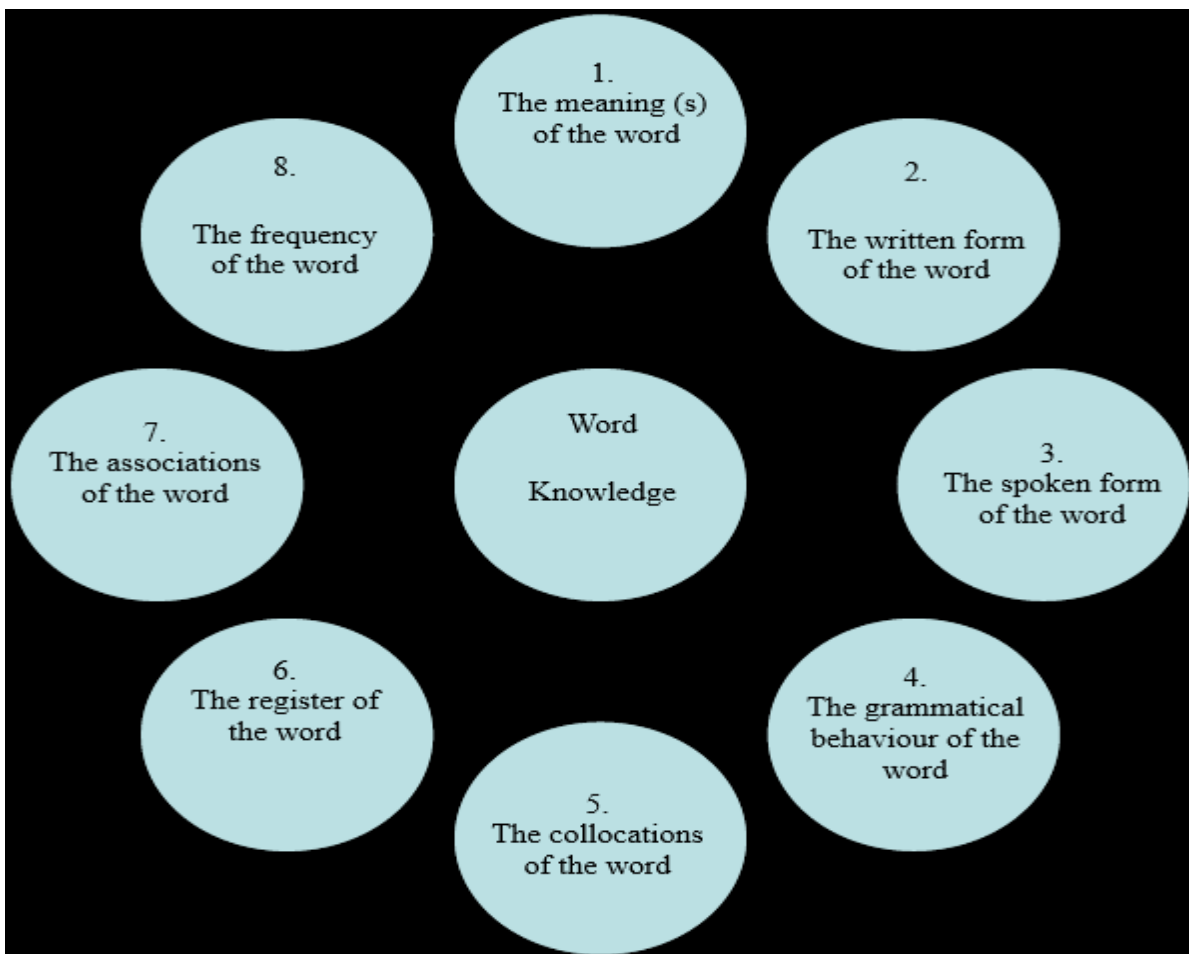 1.
The meaning (s)
of the word
2.
The written form
of the word
3.
The spoken form
of the word
4.
The grammatical
behaviour of the
word
5.
The collocations
of the word
6.
The register of
the word
7.
The associations
of the word
8.
The frequency
of the word
Word
Knowledge